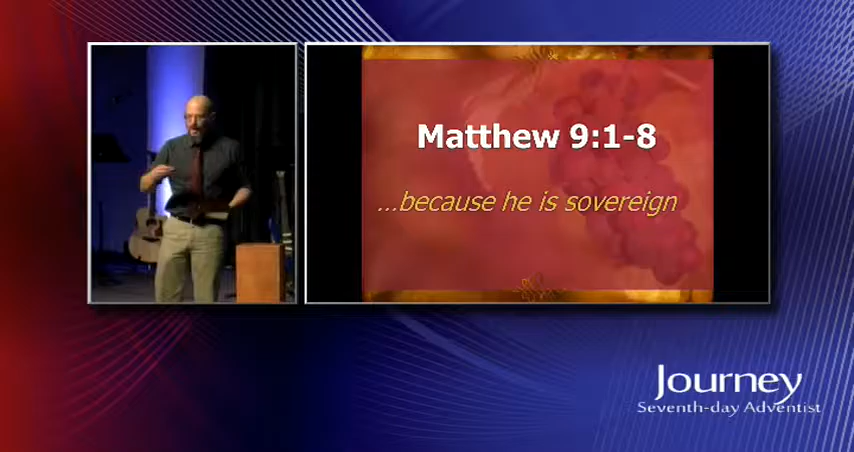 Matthew 9:1-8
...because he is sovereign
Journey
Seventh-day Adventist